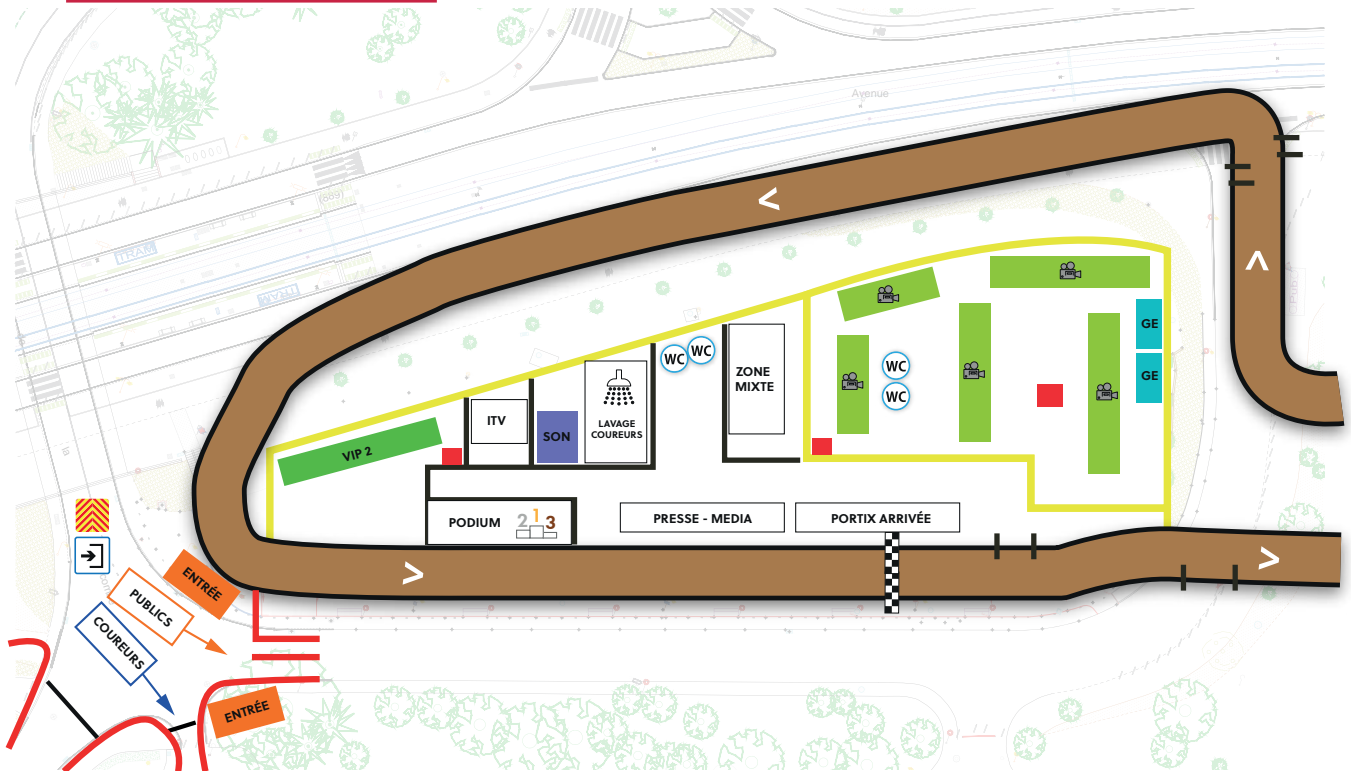 Avenue
(689)
TRAM
TRAM
<
>
GE
GE
WC
WC
WC
WC
ZONE
MIXTE
ITV
SON
LAVAGE
COUREURS
VIP 2
PODIUM
2 1 3
PRESSE - MEDIA
PORTIX ARRIVÉE
>
>
ENTRÉE
PUBLICS
COUREURS
ENTRÉE